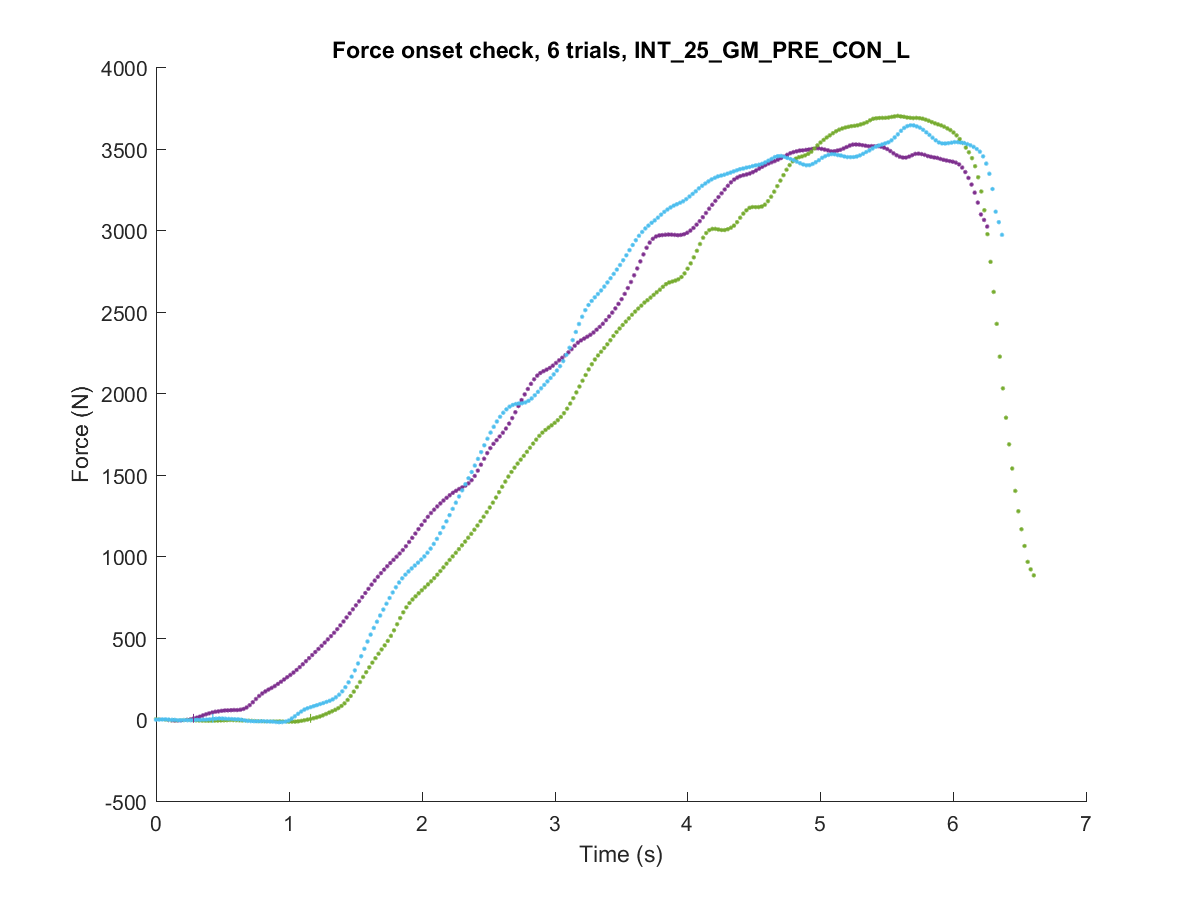 Force onset check, 6 trials, INT_25_GM_PRE_CON_L
4000
3500
3000
2500
2000
1500
1000
500
0
-500
Force (N)
0 1 2 3 4 5 6 7
Time (s)